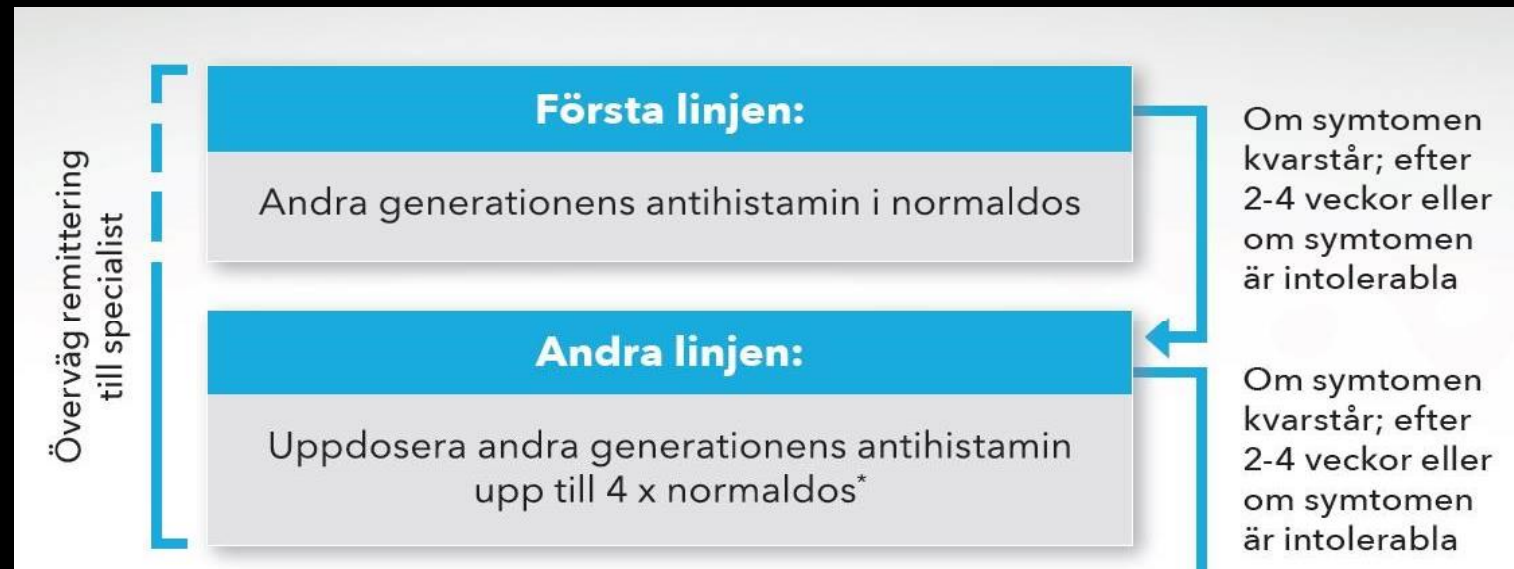 Överväg remittering
till specialist
Första linjen:
Andra generationens antihistamin i normaldos
Om symtomen
kvarstår; efter
2-4 veckor eller
om symtomen
är intolerabla
Andra linjen:
Uppdosera andra generationens antihistamin
upp till 4 x normaldos*
Om symtomen
kvarstår; efter
2-4 veckor eller
om symtomen
är intolerabla